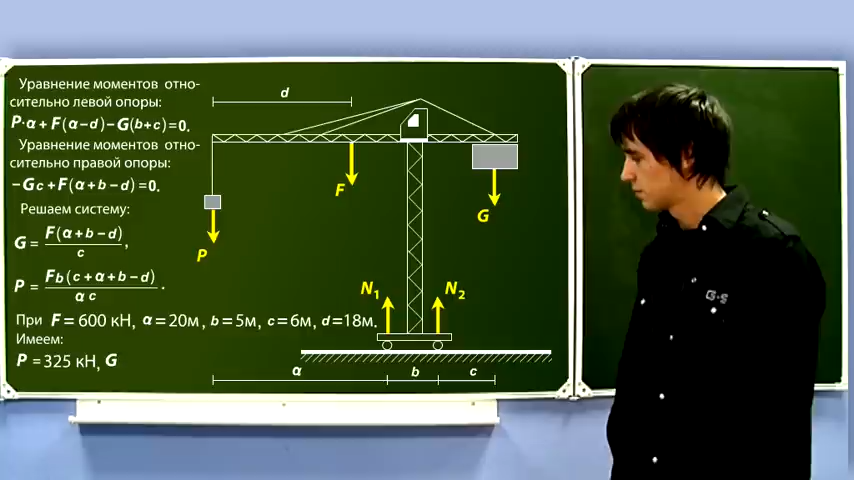 Уравнение моментов отно-
сительно левой опоры:
P·a+F(a–d)–G(b+c)=0.
Уравнение моментов отно-
сительно правой опоры:
–Gc+F(a+b–d)=0.
Решаем систему:
G= F(a+b–d)
c ,
P= Fb(c+a+b–d)
ac .
При F=600 кН, a=20м, b=5м, c=6м, d=18м.
Имеем:
P=325 кН, G
d
F
G
P
N1
N2
a
b
c
G·S